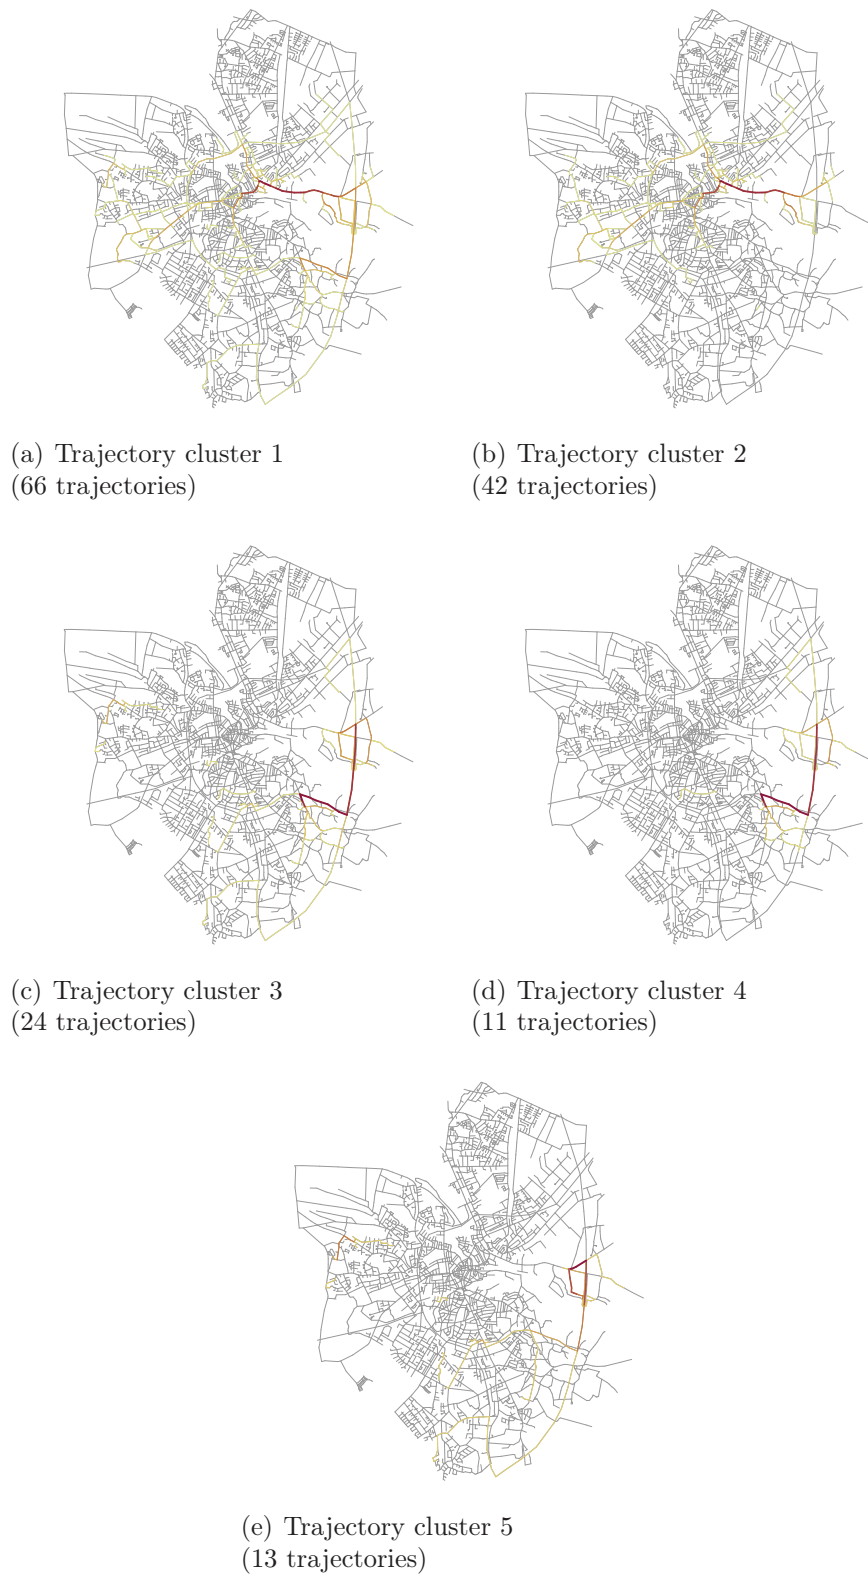 (a) Trajectory cluster 1
(66 trajectories)
(b) Trajectory cluster 2
(42 trajectories)
(c) Trajectory cluster 3
(24 trajectories)
(d) Trajectory cluster 4
(11 trajectories)
(e) Trajectory cluster 5
(13 trajectories)